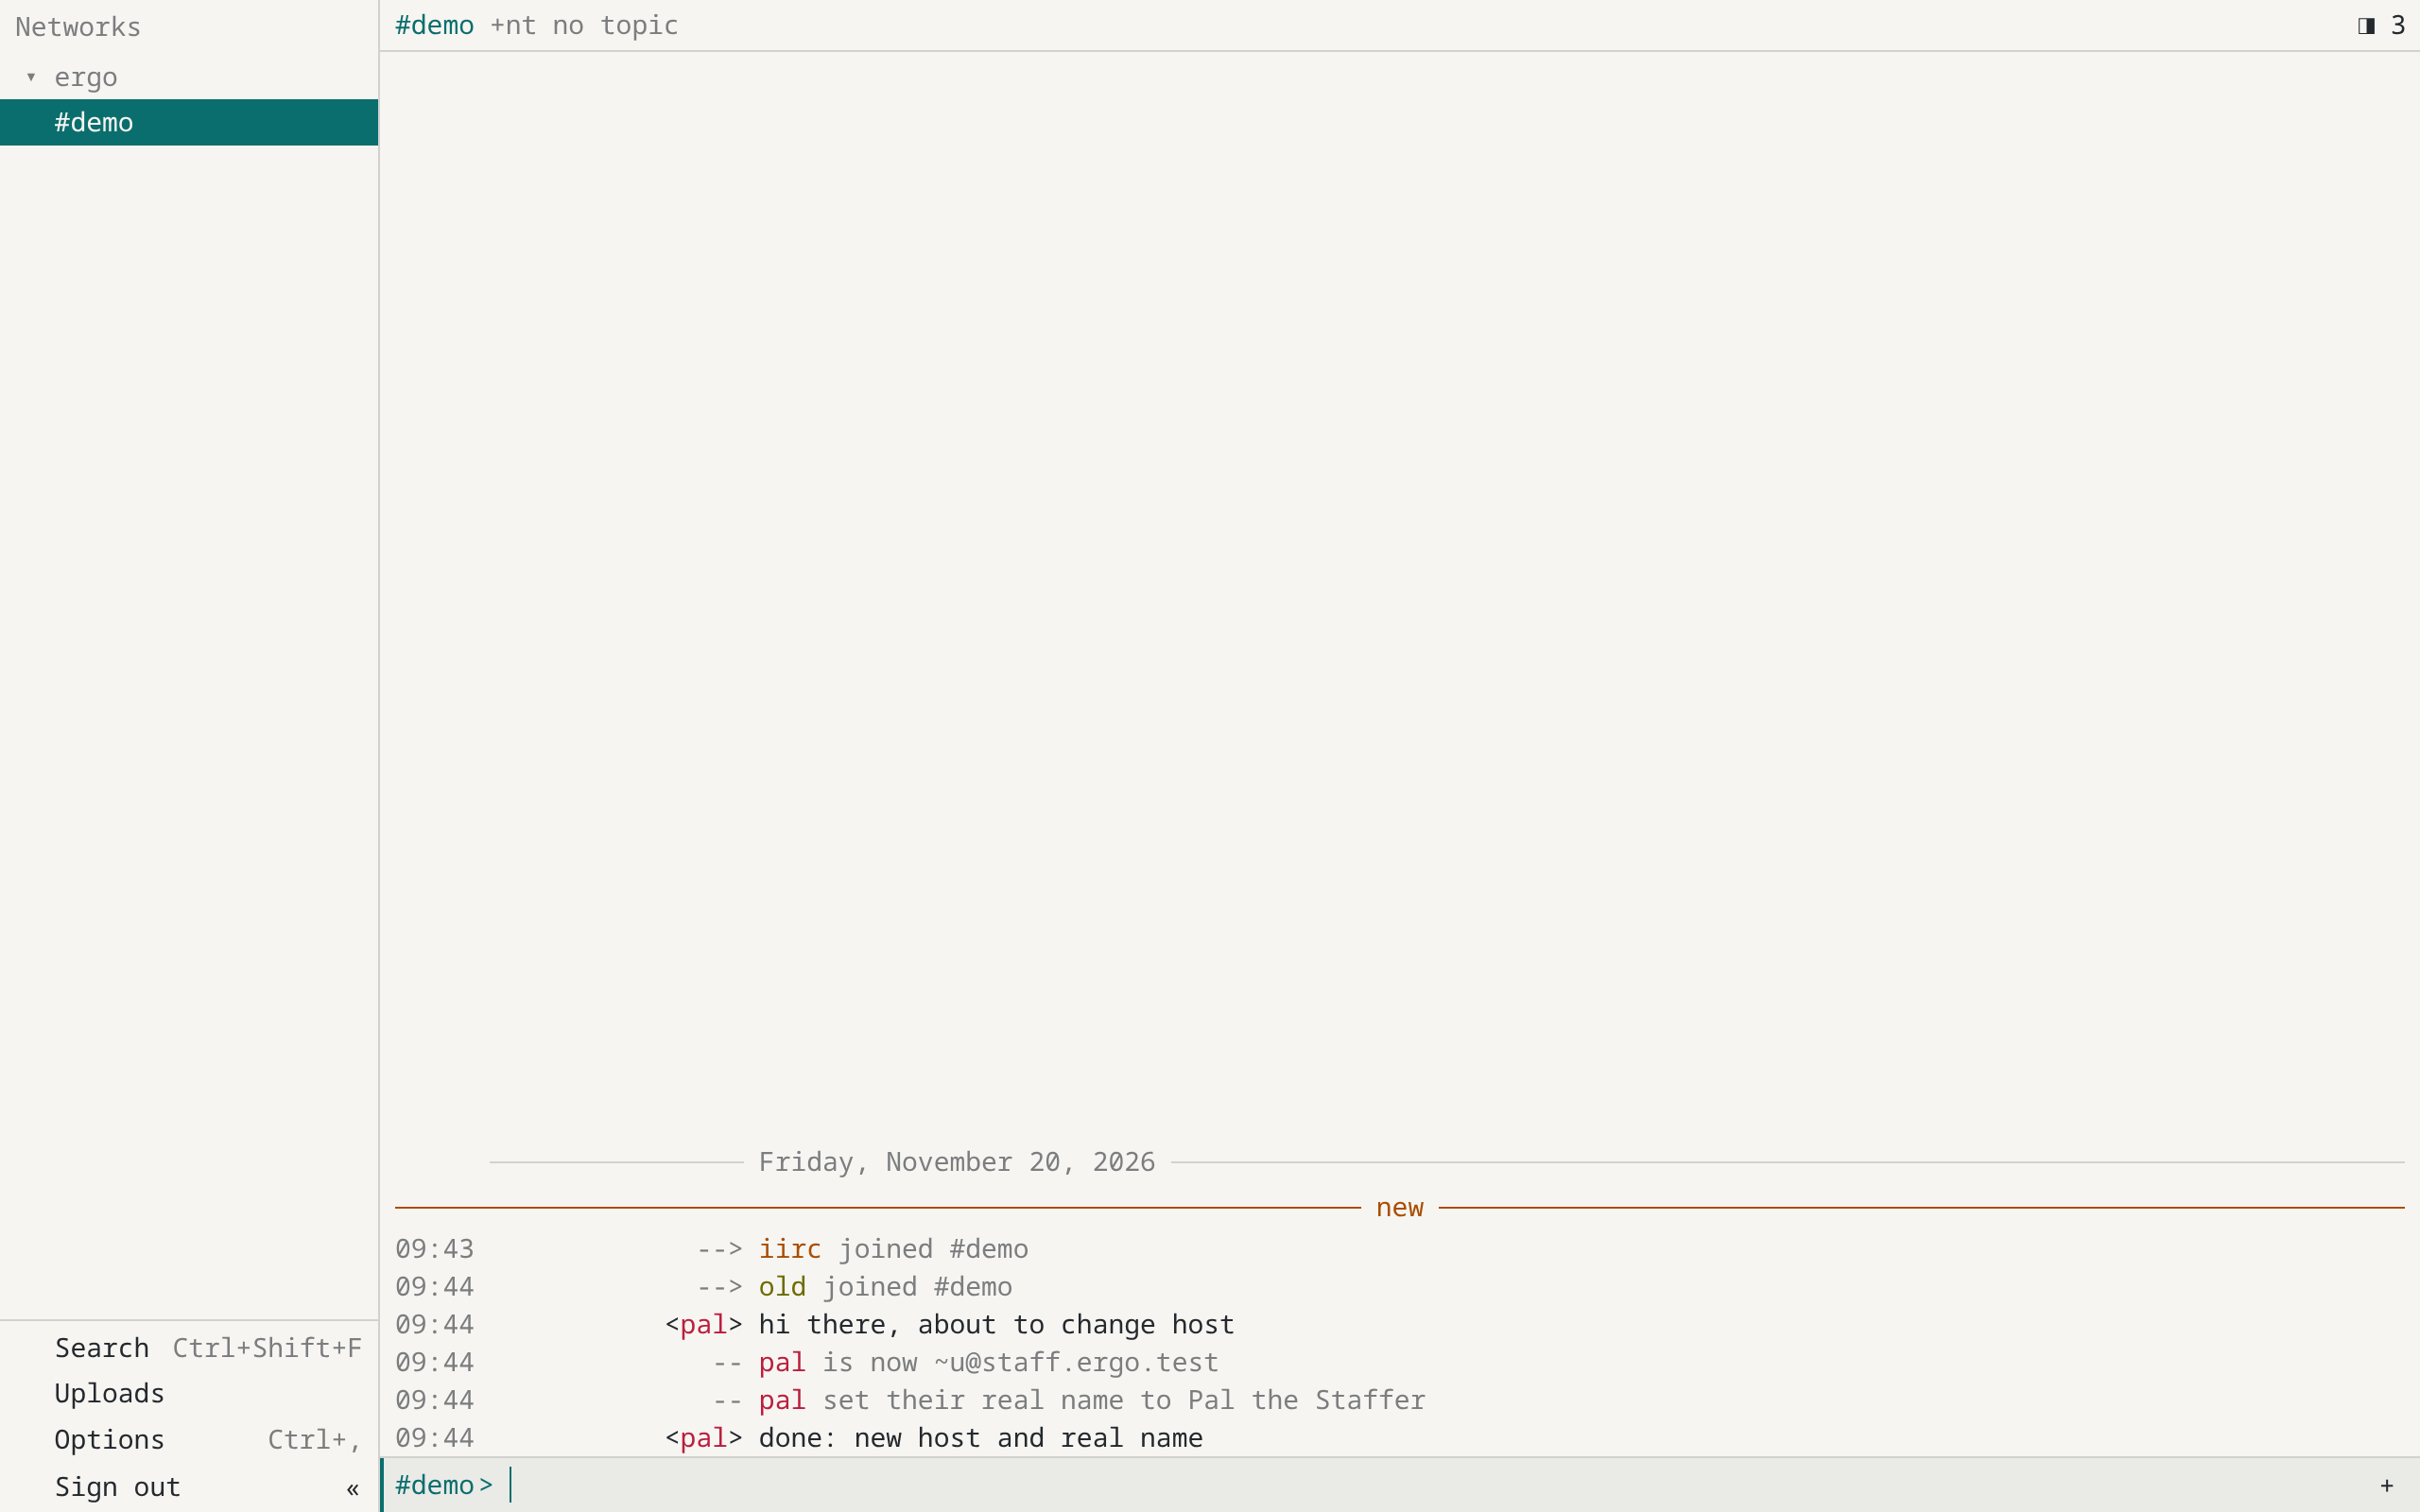 Networks
▾ ergo
#demo
Search Ctrl+Shift+F
Uploads
Options Ctrl+,
Sign out «
#demo +nt no topic ◨ 3
Friday, November 20, 2026
new
09:43 --> iirc joined #demo
09:44 --> old joined #demo
09:44 <pal> hi there, about to change host
09:44 -- pal is now ~u@staff.ergo.test
09:44 -- pal set their real name to Pal the Staffer
09:44 <pal> done: new host and real name
#demo> +